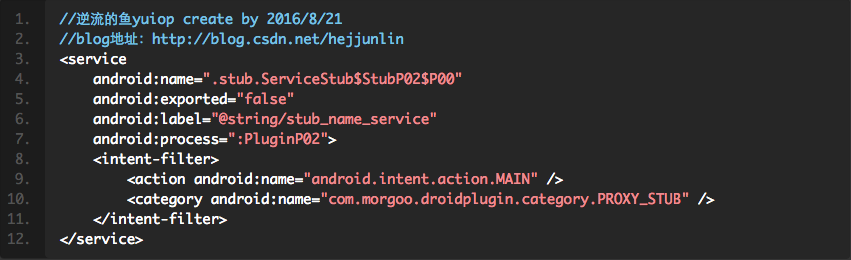 1. //逆流的鱼yuiop create by 2016/8/21
2. //blog地址：http://blog.csdn.net/hejjunlin
3. <service
4.     android:name=".stub.ServiceStub$StubP02$P00"
5.     android:exported="false"
6.     android:label="@string/stub_name_service"
7.     android:process=":PluginP02">
8.     <intent-filter>
9.         <action android:name="android.intent.action.MAIN" />
10.         <category android:name="com.morgoo.droidplugin.category.PROXY_STUB" />
11.     </intent-filter>
12. </service>